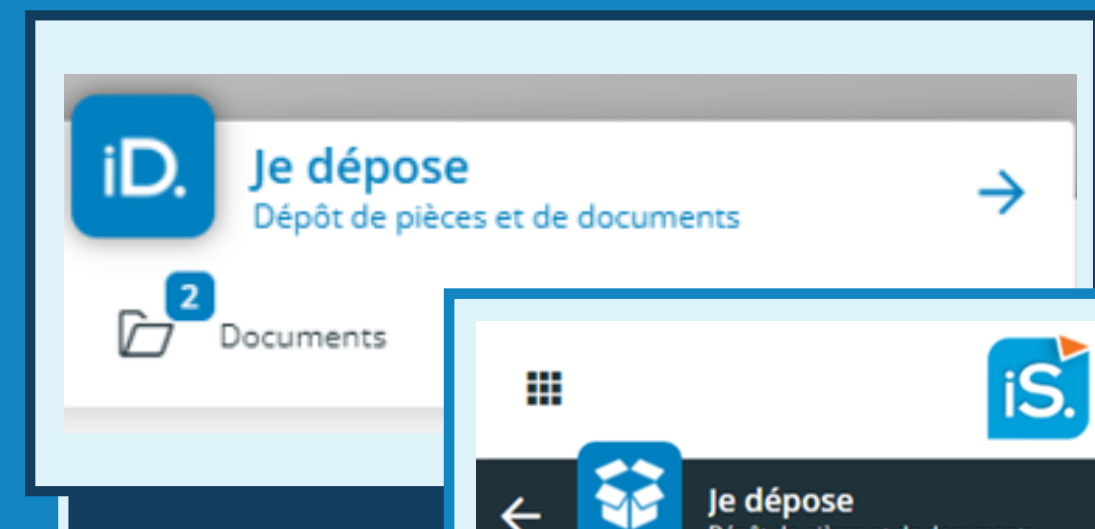 iD.
Je dépose
Dépôt de pièces et de documents
2
Documents
iS.
Je dépose